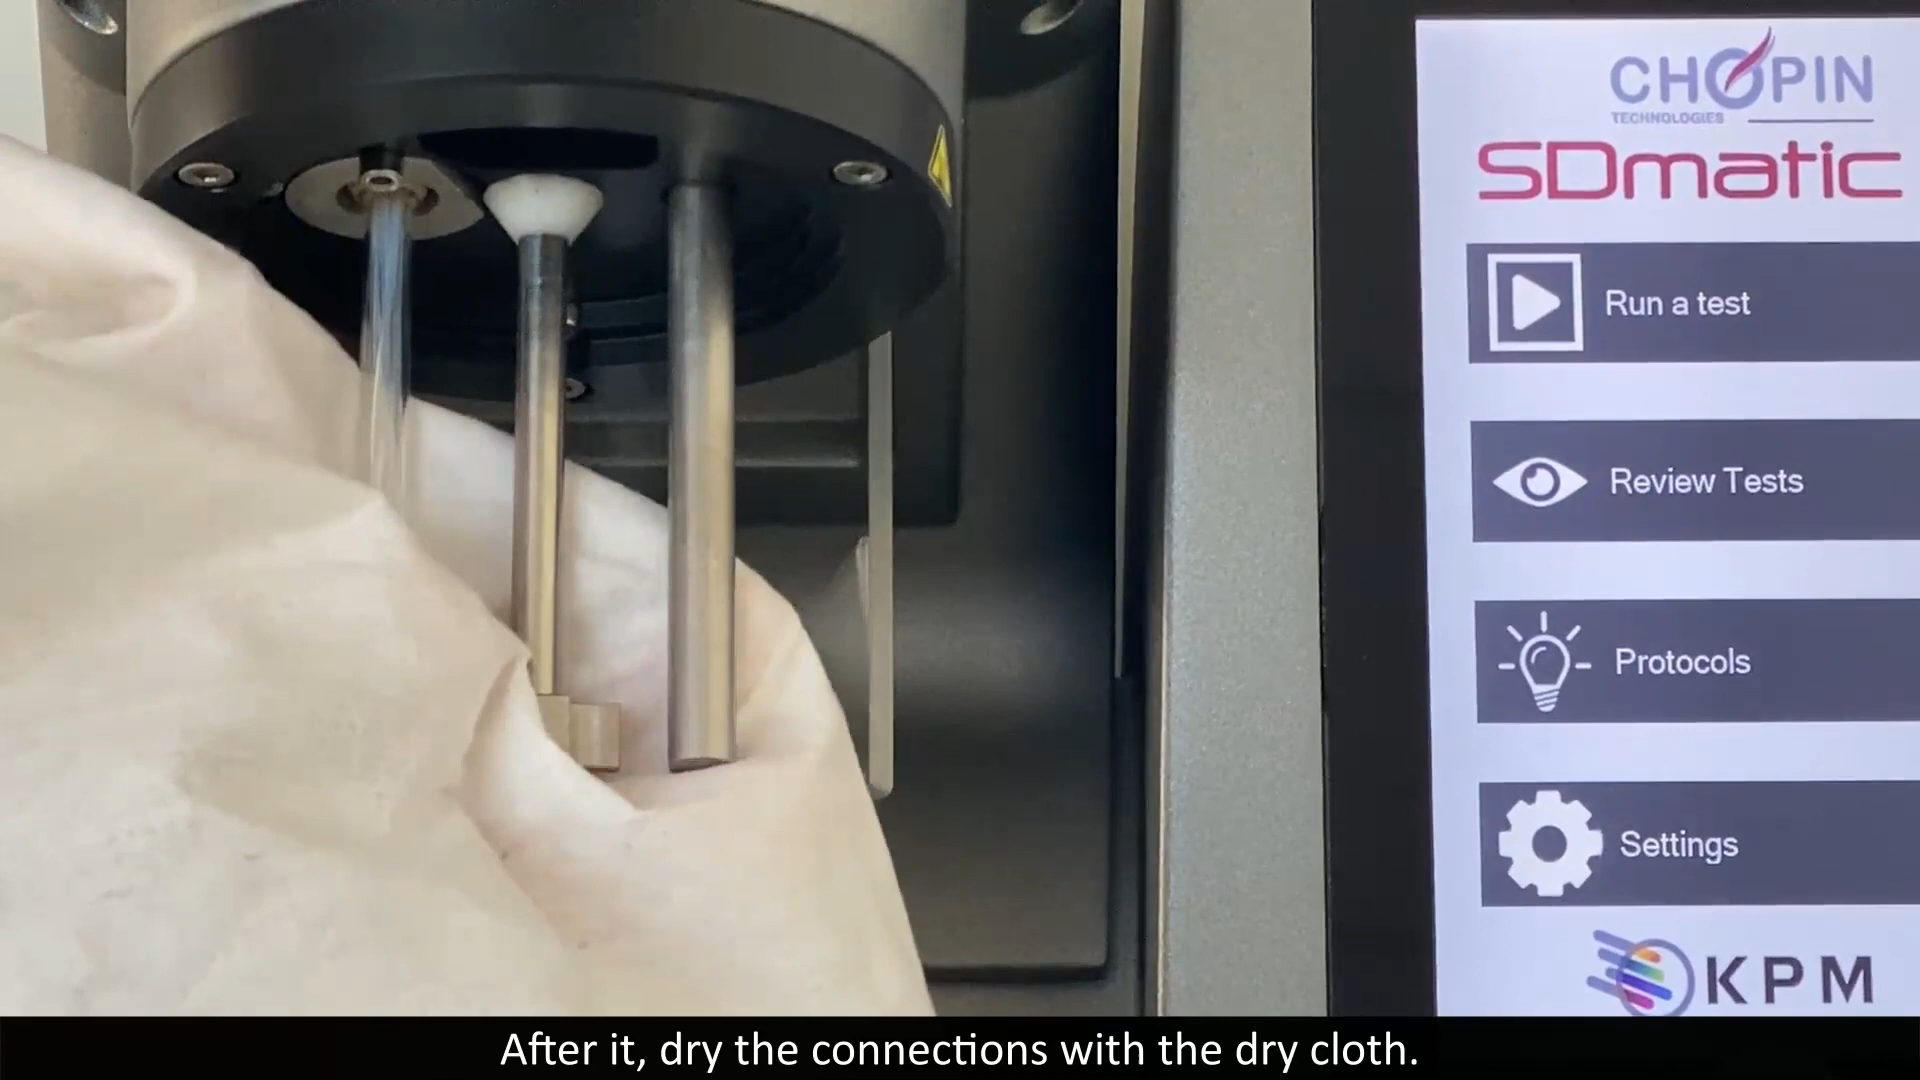 CHOPIN
TECHNOLOGIES
SDmatic
Run a test
Review Tests
Protocols
Settings
KPM
After it, dry the connections with the dry cloth.